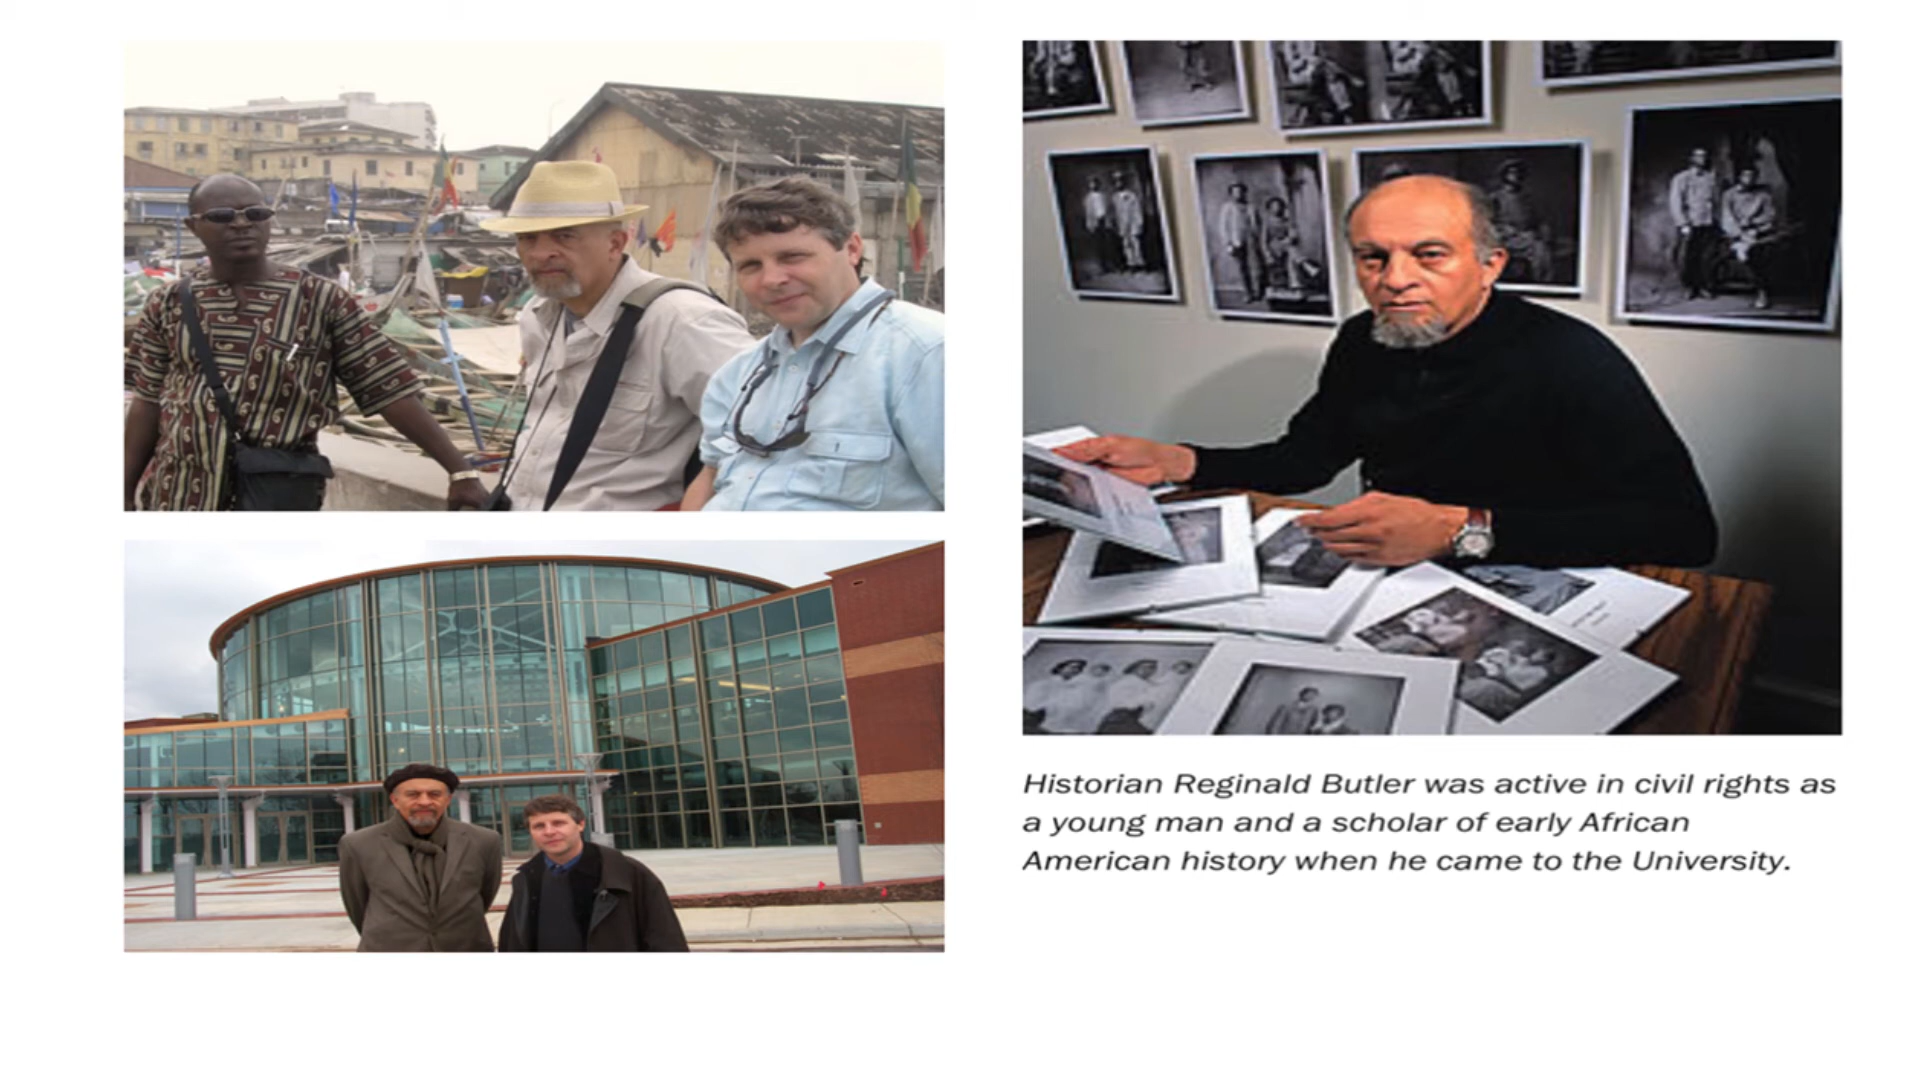 Historian Reginald Butler was active in civil rights as
a young man and a scholar of early African
American history when he came to the University.